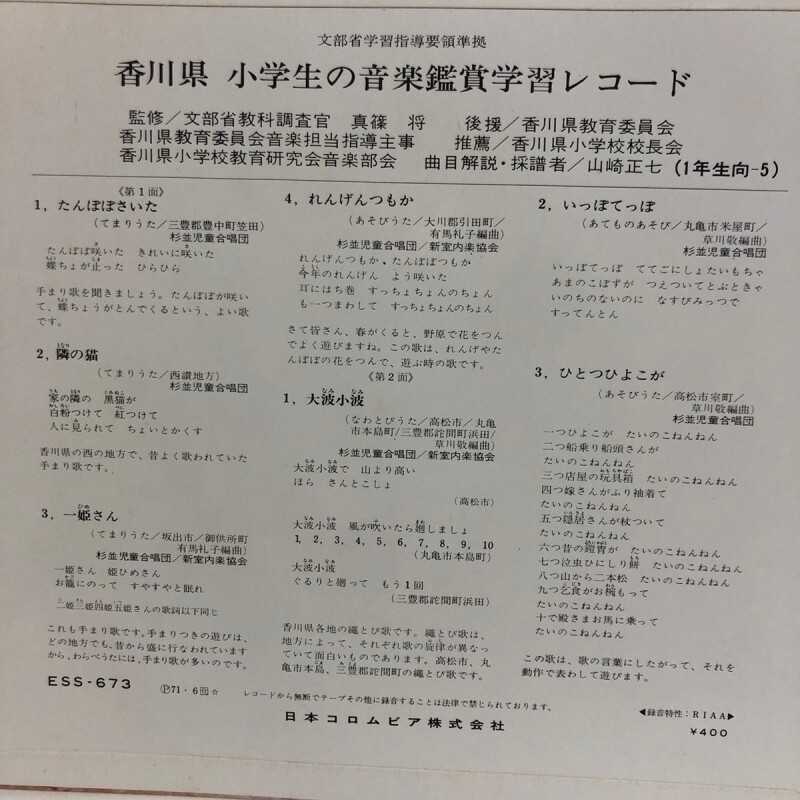 文部省学習指導要領準拠
香川県 小学生の音楽鑑賞学習レコード
監修/文部省教科調査官 真篠 将 後援/香川県教育委員会
香川県教育委員会音楽担当指導主事 推薦/香川県小学校校長会
香川県小学校教育研究会音楽部会 曲目解説・採譜者/山崎正七 (1年生向-5)
《第1面》
1, たんぽぽさいた
(てまりうた/三豊郡豊中町笠田)
杉並児童合唱団
たんぽぽ咲いた きれいに咲いた
蝶ちょが止った ひらひら
手まり歌を聞きましょう。たんぽぽが咲い
て、蝶ちょうがとんでくるという、よい歌
です。
2, 隣の猫
(てまりうた/西讃地方)
杉並児童合唱団
家の隣の 黒猫が
白粉つけて 紅つけて
人に見られて ちょいとかくす
香川県の西の地方で、昔よく歌われていた
手まり歌です。
3, 一姫さん
(てまりうた/坂出市/御供所町
有馬礼子編曲)
杉並児童合唱団/新室内楽協会
一姫さん 姫ひめさん
お籠にのって すやすやと眠れ
二姫三姫四姫五姫さんの歌詞以下同じ
これも手まり歌です。手まりつきの遊びは、
どの地方でも、昔から盛に行なわれています
から、わらべうたには、手まり歌が多いのです。
4, れんげんつもか
(あそびうた/大川郡引田町/
有馬礼子編曲)
杉並児童合唱団/新室内楽協会
れんげんつもか、たんぽぽつもか
今年のれんげん よう咲いた
耳にはち巻 すっちょちょんのちょん
も一つまわして すっちょちょんのちょん
さて皆さん、春がくると、野原で花をつん
でよく遊びますね。この歌は、れんげやた
んぽぽの花をつんで、遊ぶ時の歌です。
《第2面》
1, 大波小波
(なわとびうた/高松市/丸亀
市本島町/三豊郡詫間町浜田/
草川敬編曲)
杉並児童合唱団/新室内楽協会
大波小波で 山より高い
ほら さんとこしょ
(高松市)
大波小波 風が吹いたら廻しましょ
1, 2, 3, 4, 5, 6, 7, 8, 9, 10
(丸亀市本島町)
大波小波
ぐるりと廻って もう1回
(三豊郡詫間町浜田)
香川県各地の縄とび歌です。縄とび歌は、
地方によって、それぞれ歌の旋律が異なっ
ていて面白いものであります。高松市、丸
亀市本島、三豊郡詫間町の縄とび歌です。
2, いっぽてっぽ
(あてものあそび/丸亀市米屋町/
草川敬編曲)
杉並児童合唱団
いっぽてっぽ ててごにしょたいもちゃ
あまのこぼずが つえついてとぶときゃ
いのちのないのに なすびみっつで
すってんとん
3, ひとつひよこが
(あそびうた/高松市室町/
草川敬編曲)
杉並児童合唱団
一つひよこが たいのこねんねん
二つ船乗り船頭さんが
たいのこねんねん
三つ店屋の玩具箱 たいのこねんねん
四つ嫁さんがふり袖着て
たいのこねんねん
五つ隠居さんが杖ついて
たいのこねんねん
六つ昔の鎧冑が たいのこねんねん
七つ泣虫ひにしり餅 たいのこねんねん
八つ山から二本松 たいのこねんねん
九つ乞食がお椀もって
たいのこねんねん
十で殿さまお馬に乗って
たいのこねんねん
この歌は、歌の言葉にしたがって、それを
動作で表わして遊びます。
ESS-673
Ⓟ71・6 ☆
レコードから無断でテープその他に録音することは法律で禁じられております。
日本コロムビア株式会社
◀録音特性:RIAA▶
¥400